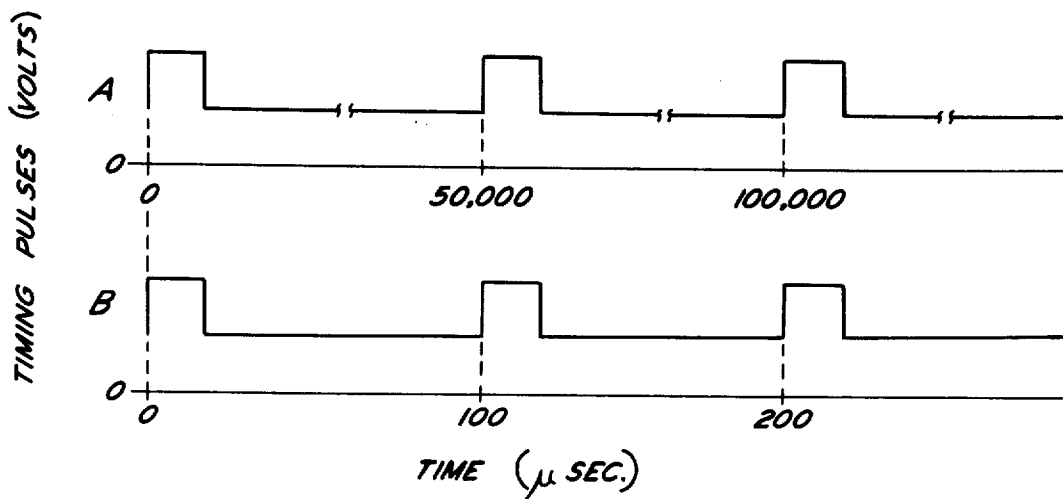 TIMING PULSES (VOLTS)
A
0
0 50,000 100,000
B
0
0 100 200
TIME (μ SEC.)